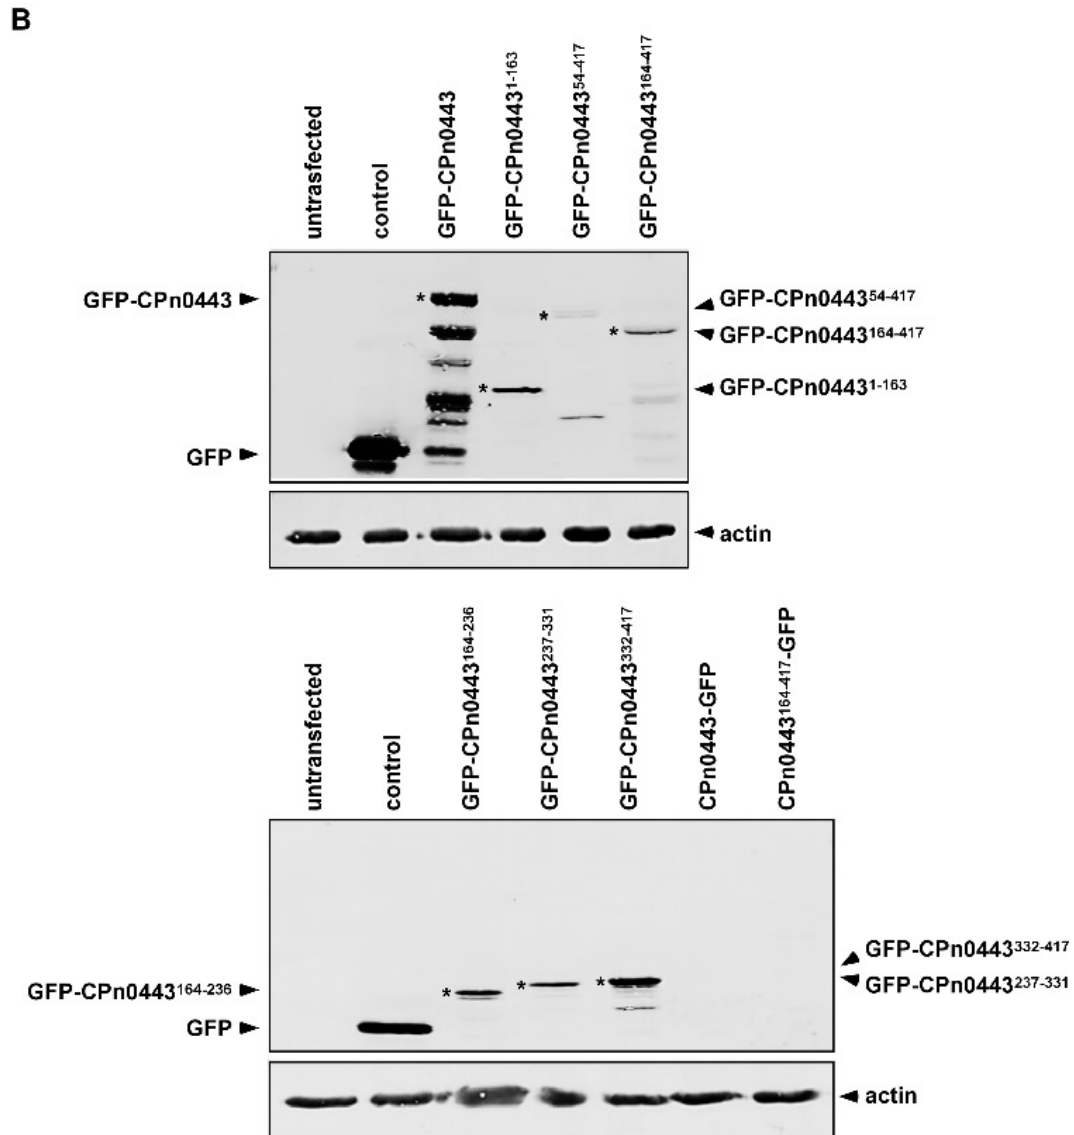 B
untrasfected
control
GFP-CPn0443
GFP-CPn0443¹⁻¹⁶³
GFP-CPn0443⁵⁴⁻⁴¹⁷
GFP-CPn0443¹⁶⁴⁻⁴¹⁷
GFP-CPn0443
GFP
*
*
*
*
GFP-CPn0443⁵⁴⁻⁴¹⁷
GFP-CPn0443¹⁶⁴⁻⁴¹⁷
GFP-CPn0443¹⁻¹⁶³
actin
untransfected
control
GFP-CPn0443¹⁶⁴⁻²³⁶
GFP-CPn0443²³⁷⁻³³¹
GFP-CPn0443³³²⁻⁴¹⁷
CPn0443-GFP
CPn0443¹⁶⁴⁻⁴¹⁷-GFP
GFP-CPn0443¹⁶⁴⁻²³⁶
GFP
*
*
*
GFP-CPn0443³³²⁻⁴¹⁷
GFP-CPn0443²³⁷⁻³³¹
actin